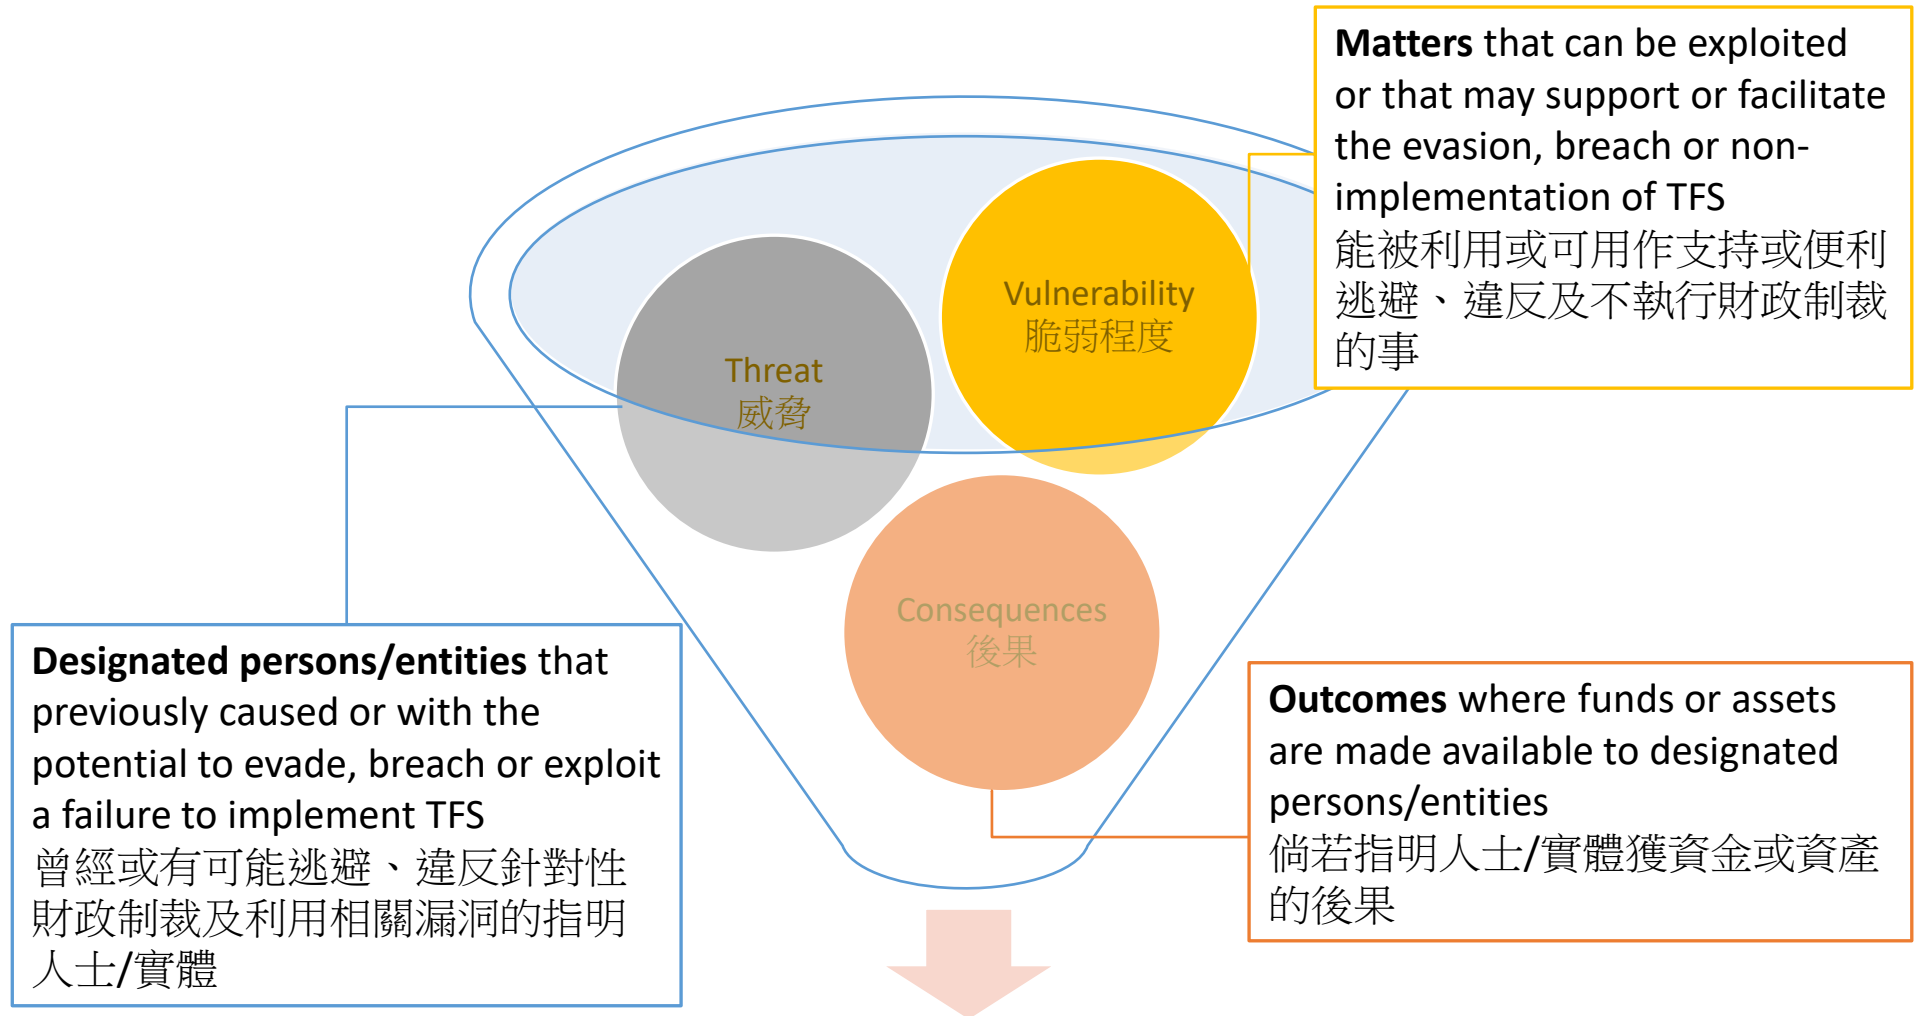 Matters that can be exploited
or that may support or facilitate
the evasion, breach or non-
implementation of TFS
能被利用或可用作支持或便利
逃避、違反及不執行財政制裁
的事
Vulnerability
脆弱程度
Threat
威脅
Consequences
後果
Designated persons/entities that
previously caused or with the
potential to evade, breach or exploit
a failure to implement TFS
曾經或有可能逃避、違反針對性
財政制裁及利用相關漏洞的指明
人士/實體
Outcomes where funds or assets
are made available to designated
persons/entities
倘若指明人士/實體獲資金或資產
的後果